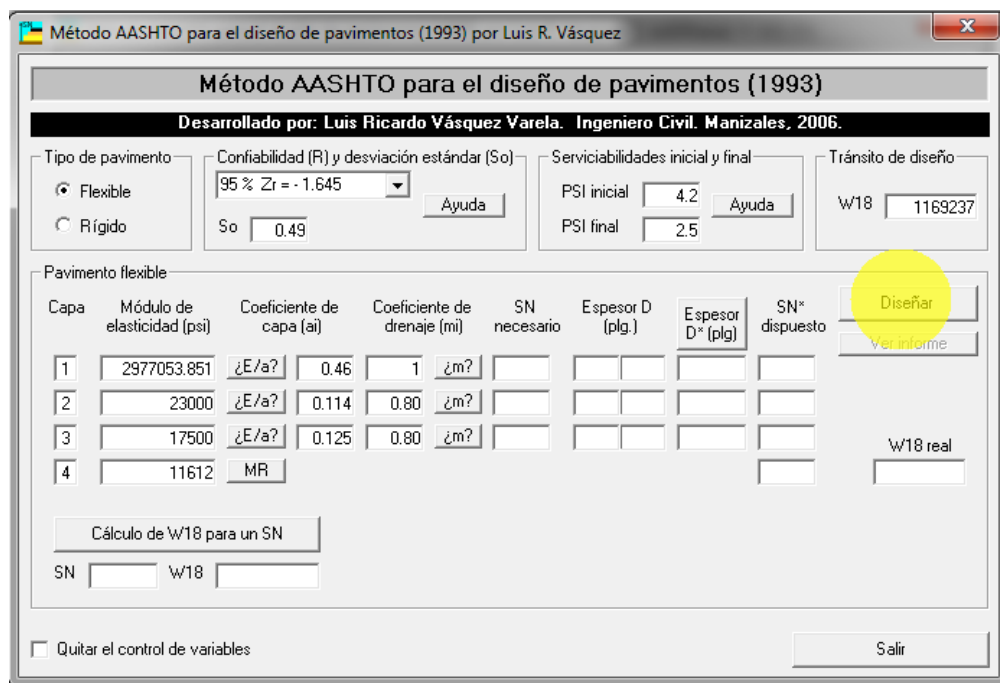 Método AASHTO para el diseño de pavimentos (1993) por Luis R. Vásquez
Método AASHTO para el diseño de pavimentos (1993)
Desarrollado por: Luis Ricardo Vásquez Varela. Ingeniero Civil. Manizales, 2006.
Tipo de pavimento
Flexible
Rígido
Confiabilidad (R) y desviación estándar (So)
95 % Zr = - 1.645
Ayuda
So 0.49
Serviciabilidades inicial y final
PSI inicial 4.2
Ayuda
PSI final 2.5
Tránsito de diseño
W18 1169237
Pavimento flexible
Capa Módulo de elasticidad (psi) Coeficiente de capa (ai) Coeficiente de drenaje (mi) SN necesario Espesor D (plg.) Espesor D* (plg) SN* dispuesto
Diseñar
Ver informe
1 2977053.851 ¿E/a? 0.46 1 ¿m?
2 23000 ¿E/a? 0.114 0.80 ¿m?
3 17500 ¿E/a? 0.125 0.80 ¿m?
W18 real
4 11612 MR
Cálculo de W18 para un SN
SN W18
Quitar el control de variables
Salir